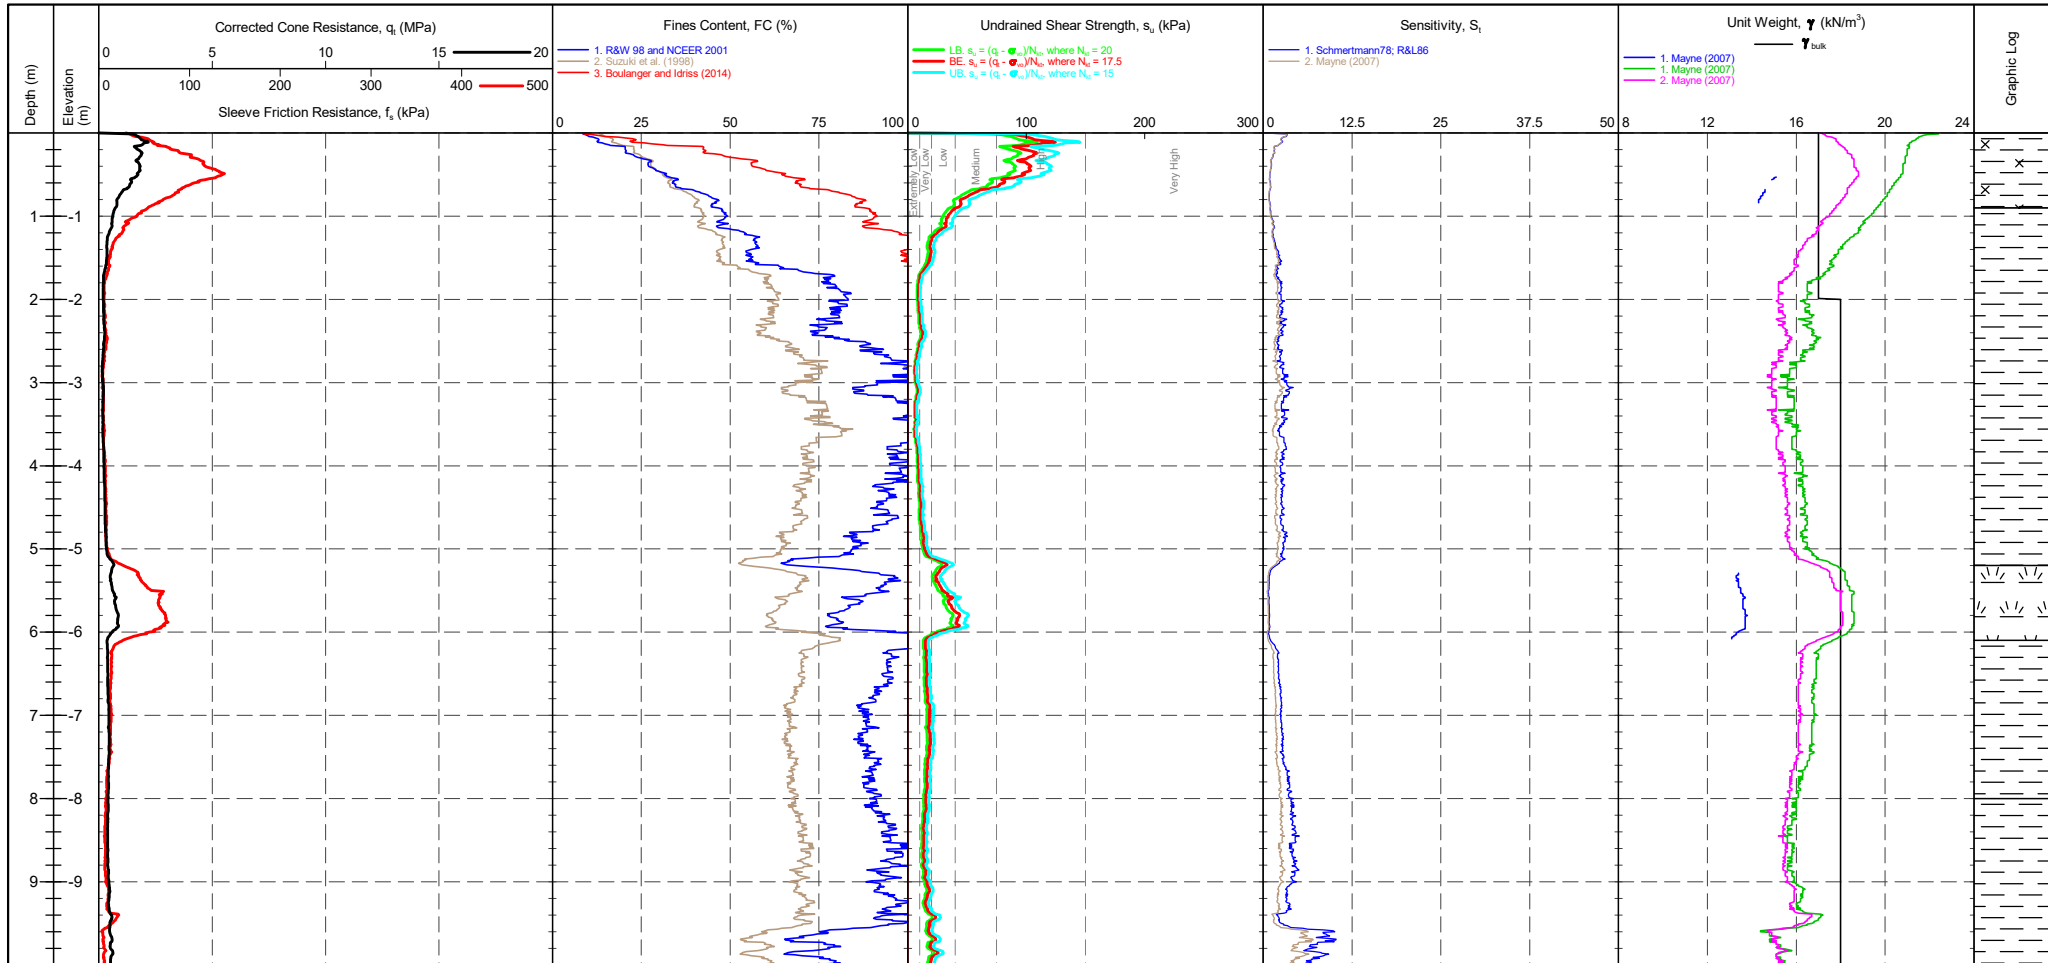 Corrected Cone Resistance, qt (MPa)
0 5 10 15 20
0 100 200 300 400 500
Sleeve Friction Resistance, fs (kPa)
Depth (m)
Elevation (m)
Fines Content, FC (%)
1. R&W 98 and NCEER 2001
2. Suzuki et al. (1998)
3. Boulanger and Idriss (2014)
0 25 50 75 100
Undrained Shear Strength, su (kPa)
LB. su = (qt - σvo)/Nkt, where Nkt = 20
BE. su = (qt - σvo)/Nkt, where Nkt = 17.5
UB. su = (qt - σvo)/Nkt, where Nkt = 15
0 100 200 300
Extremely Low
Very Low
Low
Medium
High
Very High
Sensitivity, St
1. Schmertmann78; R&L86
2. Mayne (2007)
0 12.5 25 37.5 50
Unit Weight, γ (kN/m³)
γbulk
1. Mayne (2007)
1. Mayne (2007)
2. Mayne (2007)
8 12 16 20 24
Graphic Log
1 -1
2 -2
3 -3
4 -4
5 -5
6 -6
7 -7
8 -8
9 -9